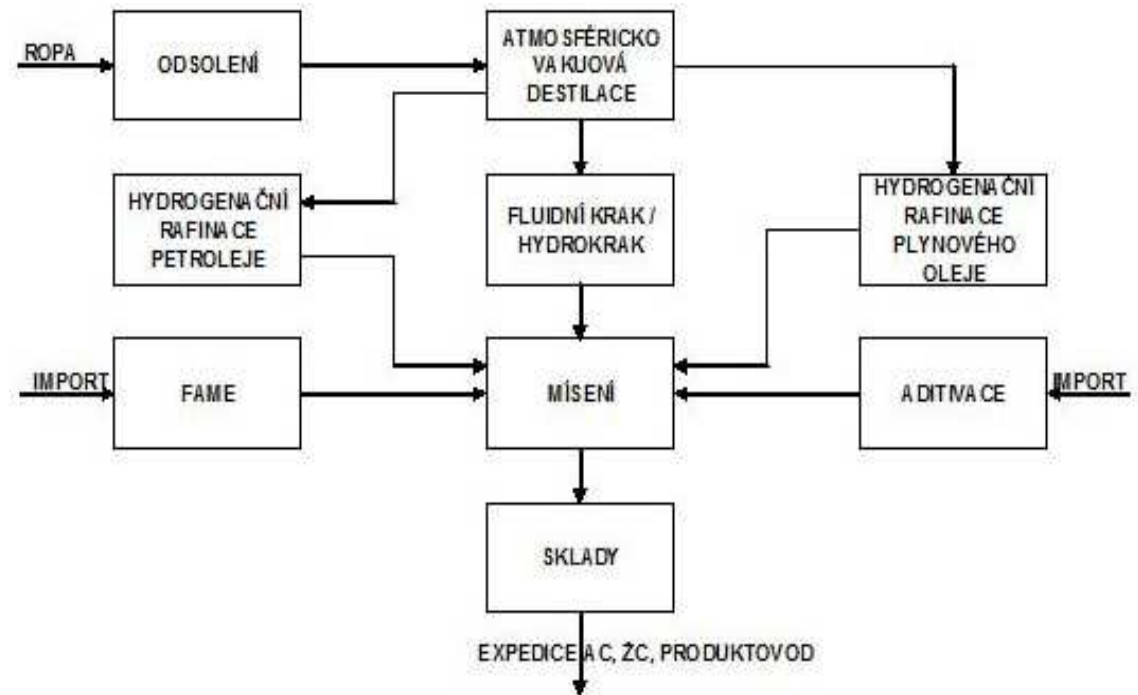 ROPA
ODSOLENÍ
ATMOSFÉRICKO
VAKUOVÁ
DESTILACE
HYDROGENAČNÍ
RAFINACE
PETROLEJE
FLUIDNÍ KRAK /
HYDROKRAK
HYDROGENAČNÍ
RAFINACE
PLYNOVÉHO
OLEJE
IMPORT
FAME
MÍSENÍ
ADITIVACE
IMPORT
SKLADY
EXPEDICE AC, ŽC, PRODUKTOVOD